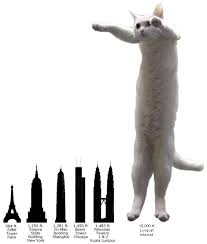 984 ft
Eiffel
Tower
Paris
1,250 ft
Empire
State
Building
New York
1,381 ft
Jin Mao
Building
Shanghai
1,450 ft
Sears
Tower
Chicago
1,483 ft
Petronas
Towers
1 & 2
Kuala Lumpur
10,000 ft
Long cat
Internet